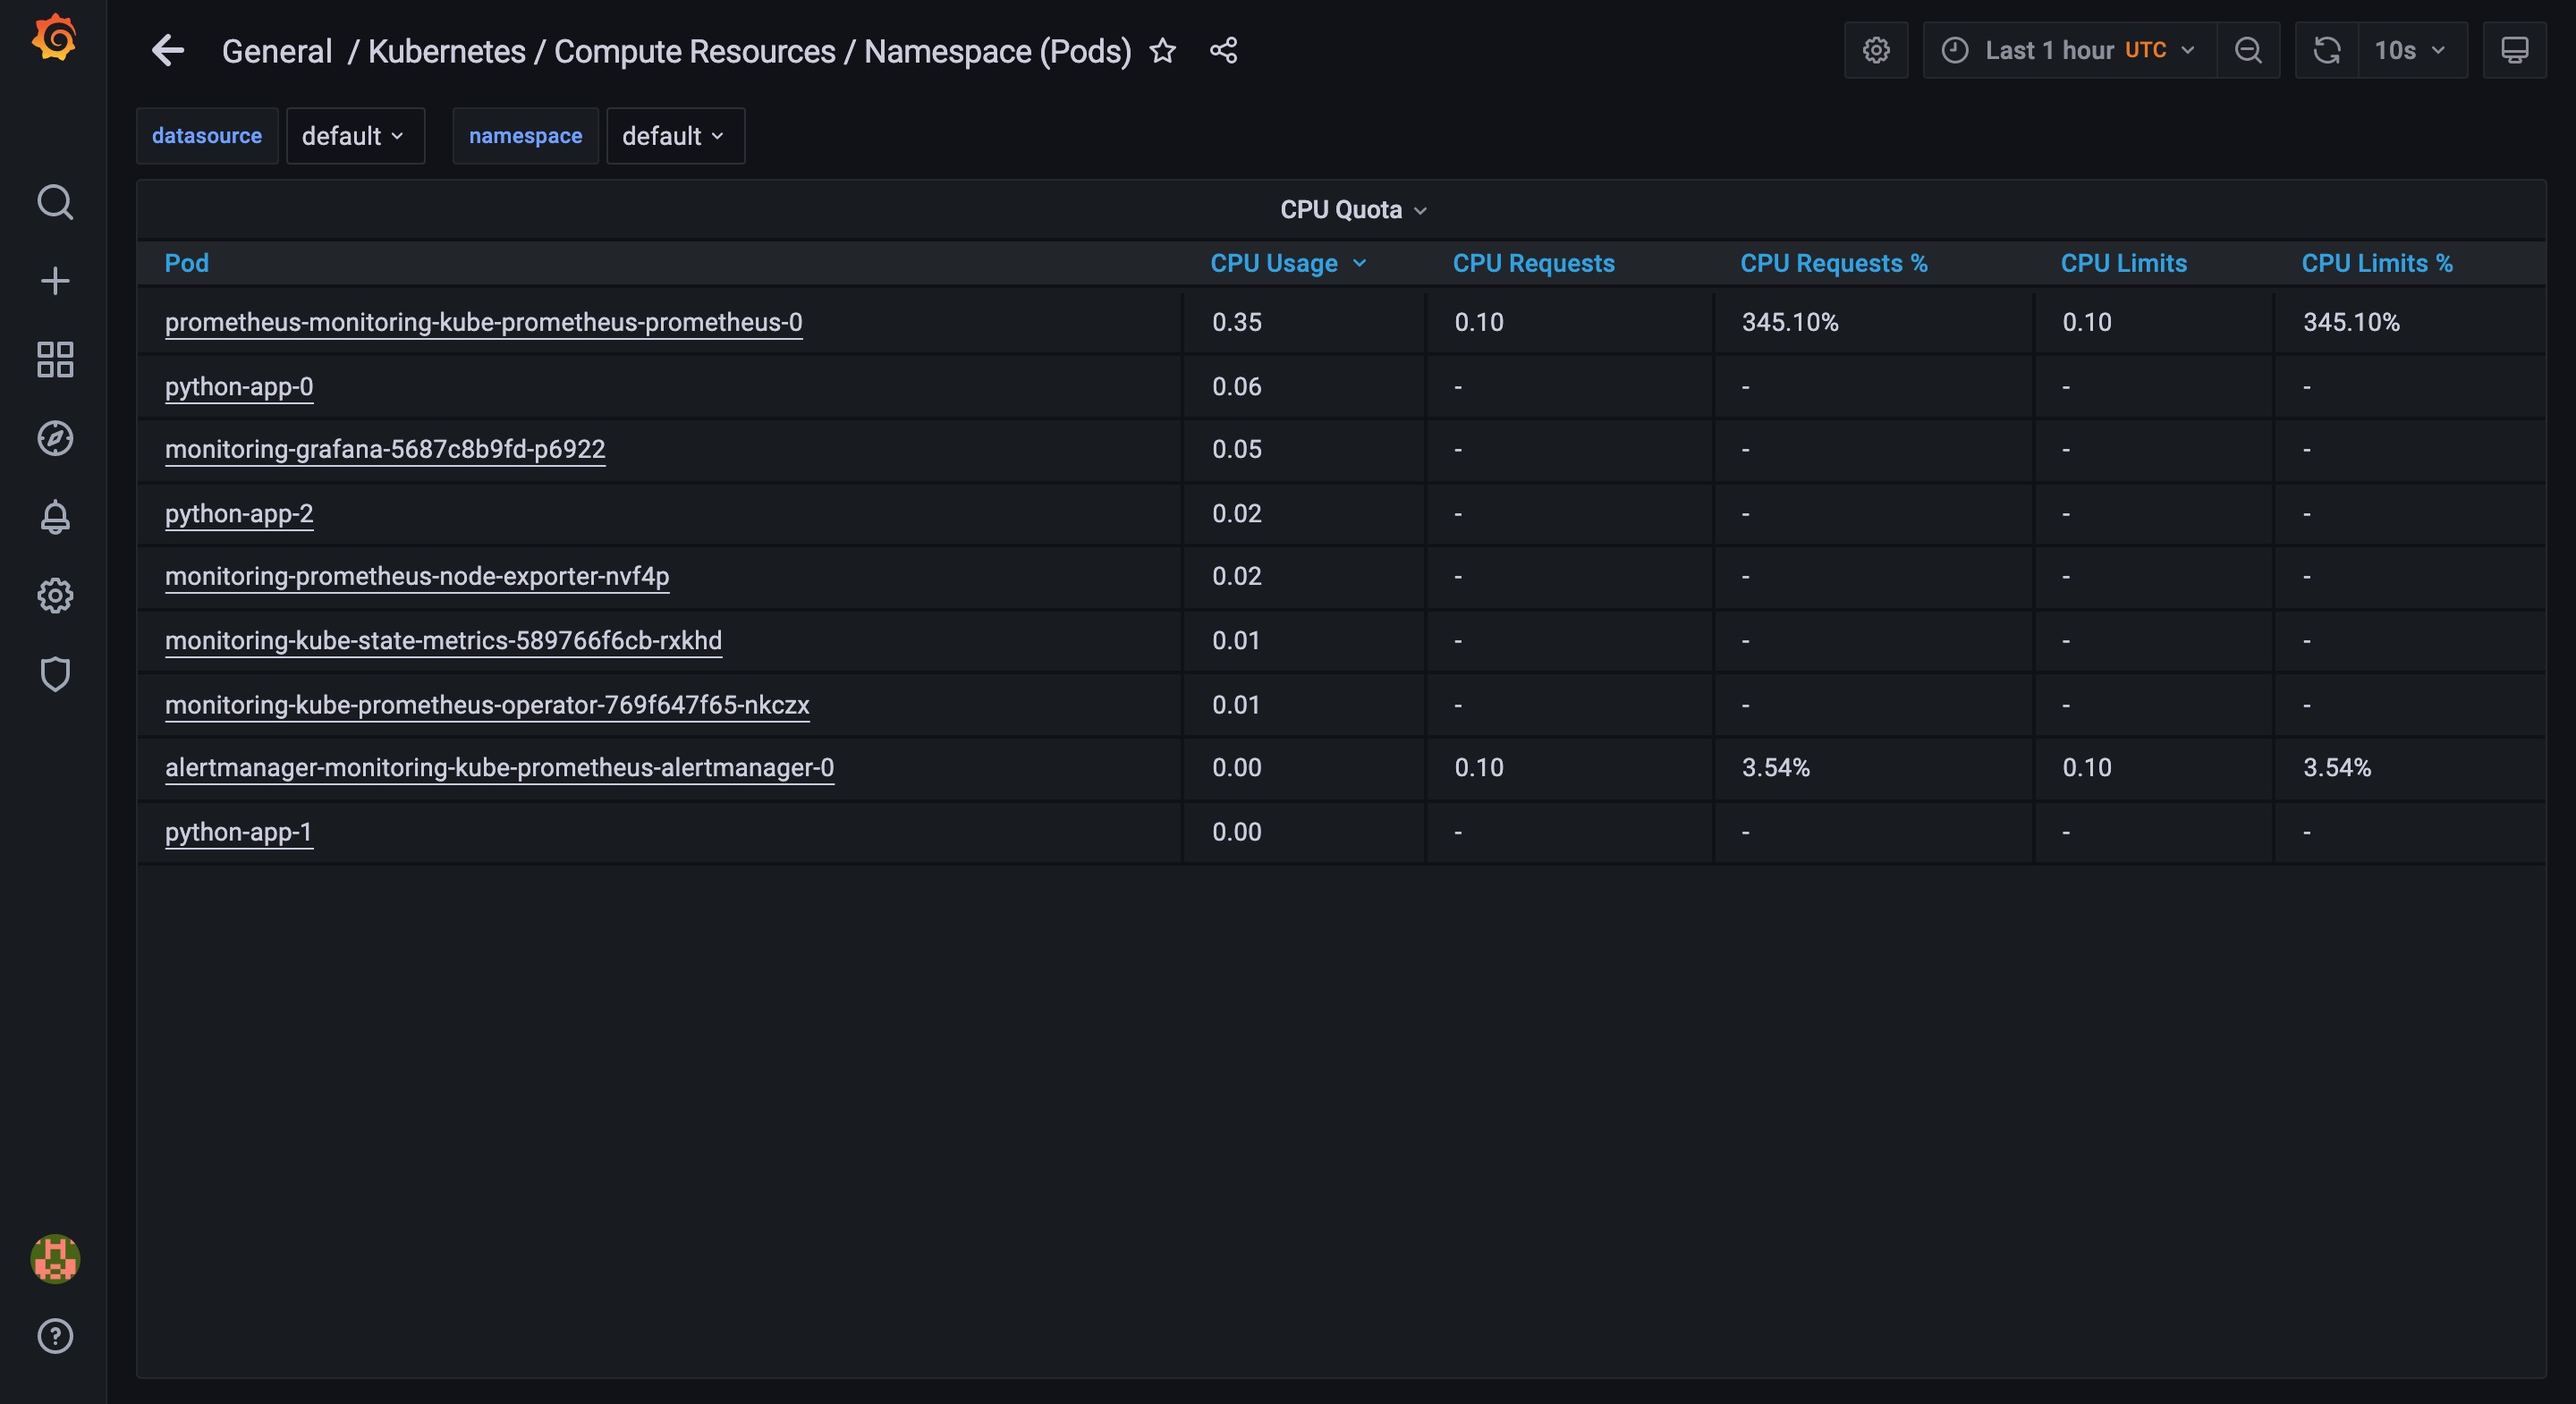 General / Kubernetes / Compute Resources / Namespace (Pods) Last 1 hour UTC 10s
datasource default namespace default
CPU Quota
Pod CPU Usage CPU Requests CPU Requests % CPU Limits CPU Limits %
prometheus-monitoring-kube-prometheus-prometheus-0 0.35 0.10 345.10% 0.10 345.10%
python-app-0 0.06 - - - -
monitoring-grafana-5687c8b9fd-p6922 0.05 - - - -
python-app-2 0.02 - - - -
monitoring-prometheus-node-exporter-nvf4p 0.02 - - - -
monitoring-kube-state-metrics-589766f6cb-rxkhd 0.01 - - - -
monitoring-kube-prometheus-operator-769f647f65-nkczx 0.01 - - - -
alertmanager-monitoring-kube-prometheus-alertmanager-0 0.00 0.10 3.54% 0.10 3.54%
python-app-1 0.00 - - - -